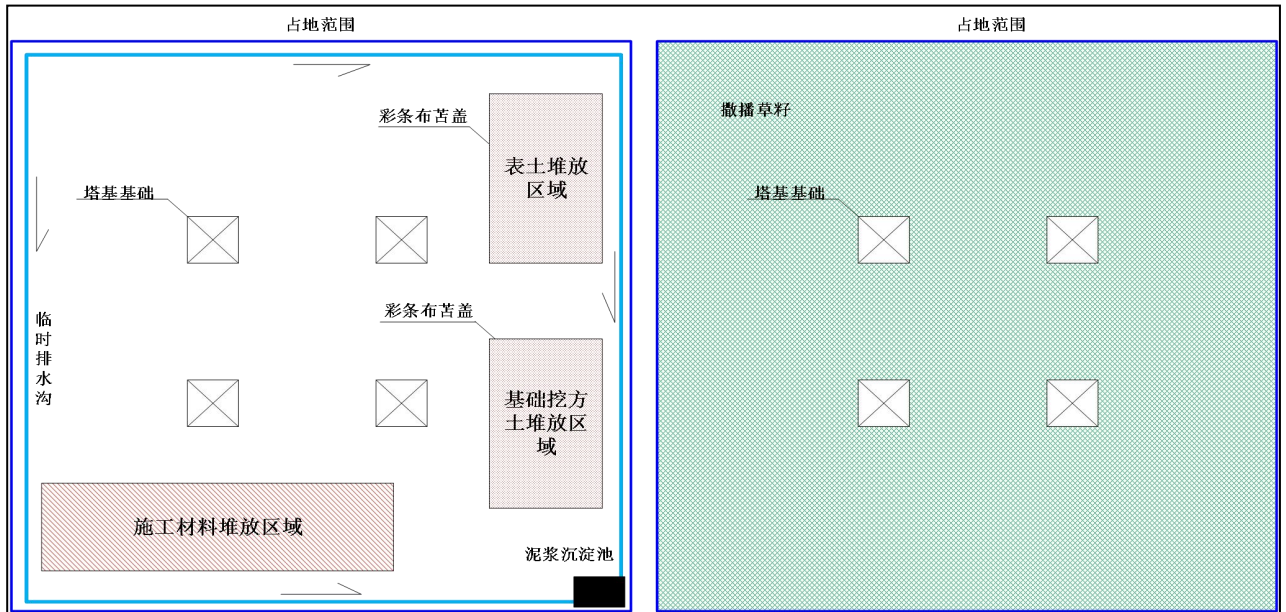 占地范围
彩条布苫盖
表土堆放
区域
塔基基础
彩条布苫盖
临时排水沟
基础挖方
土堆放区
域
施工材料堆放区域
泥浆沉淀池
占地范围
撒播草籽
塔基基础